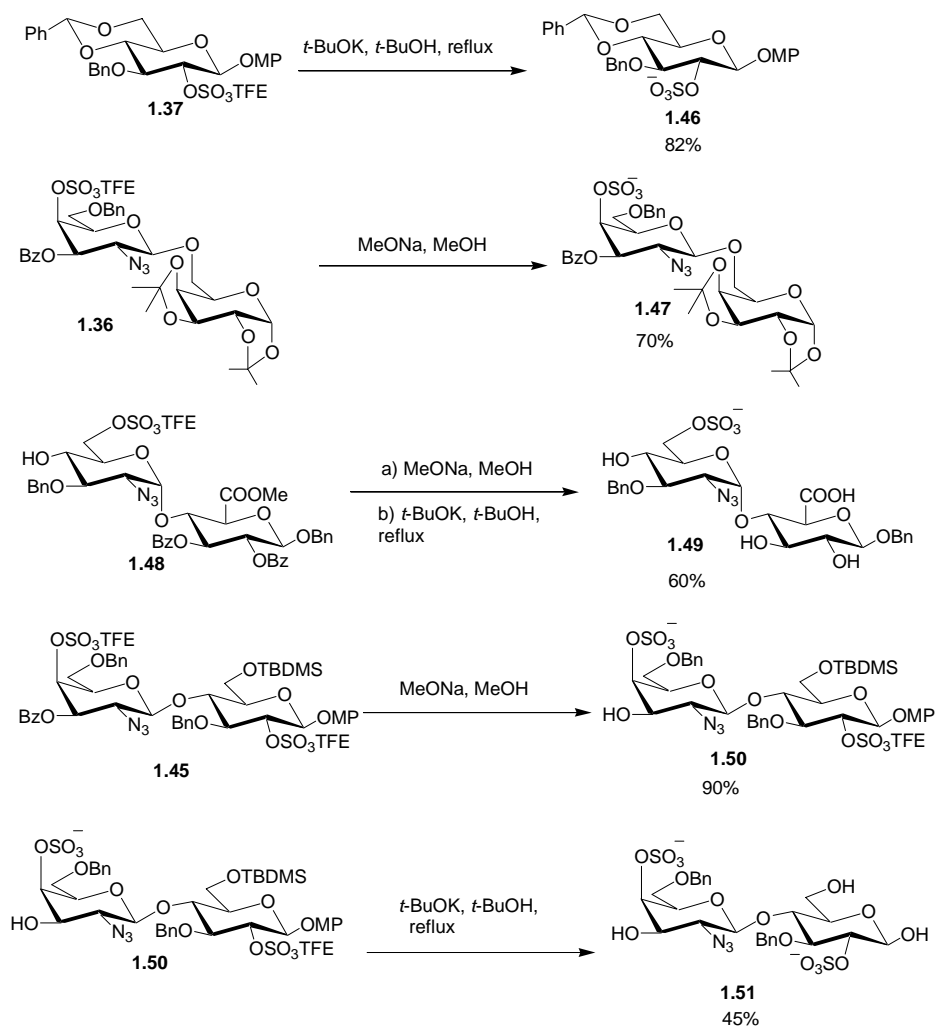 Ph
O
O
O
BnO
OMP
OSO3TFE
1.37
t-BuOK, t-BuOH, reflux
Ph
O
O
O
BnO
OMP
−O3SO
1.46
82%
OSO3TFE
OBn
O
BzO
N3
O
O
O
O
O
O
1.36
MeONa, MeOH
OSO3−
OBn
O
BzO
N3
O
O
O
O
O
O
1.47
70%
OSO3TFE
HO
O
BnO
N3
O
COOMe
O
BzO
OBz
OBn
1.48
a) MeONa, MeOH
b) t-BuOK, t-BuOH,
reflux
OSO3−
HO
O
BnO
N3
O
COOH
O
HO
OH
OBn
1.49
60%
OSO3TFE
OBn
O
BzO
N3
O
OTBDMS
O
BnO
OMP
OSO3TFE
1.45
MeONa, MeOH
OSO3−
OBn
O
HO
N3
O
OTBDMS
O
BnO
OMP
OSO3TFE
1.50
90%
OSO3−
OBn
O
HO
N3
O
OTBDMS
O
BnO
OMP
OSO3TFE
1.50
t-BuOK, t-BuOH,
reflux
OSO3−
OBn
O
HO
N3
O
OH
O
BnO
OH
−O3SO
1.51
45%